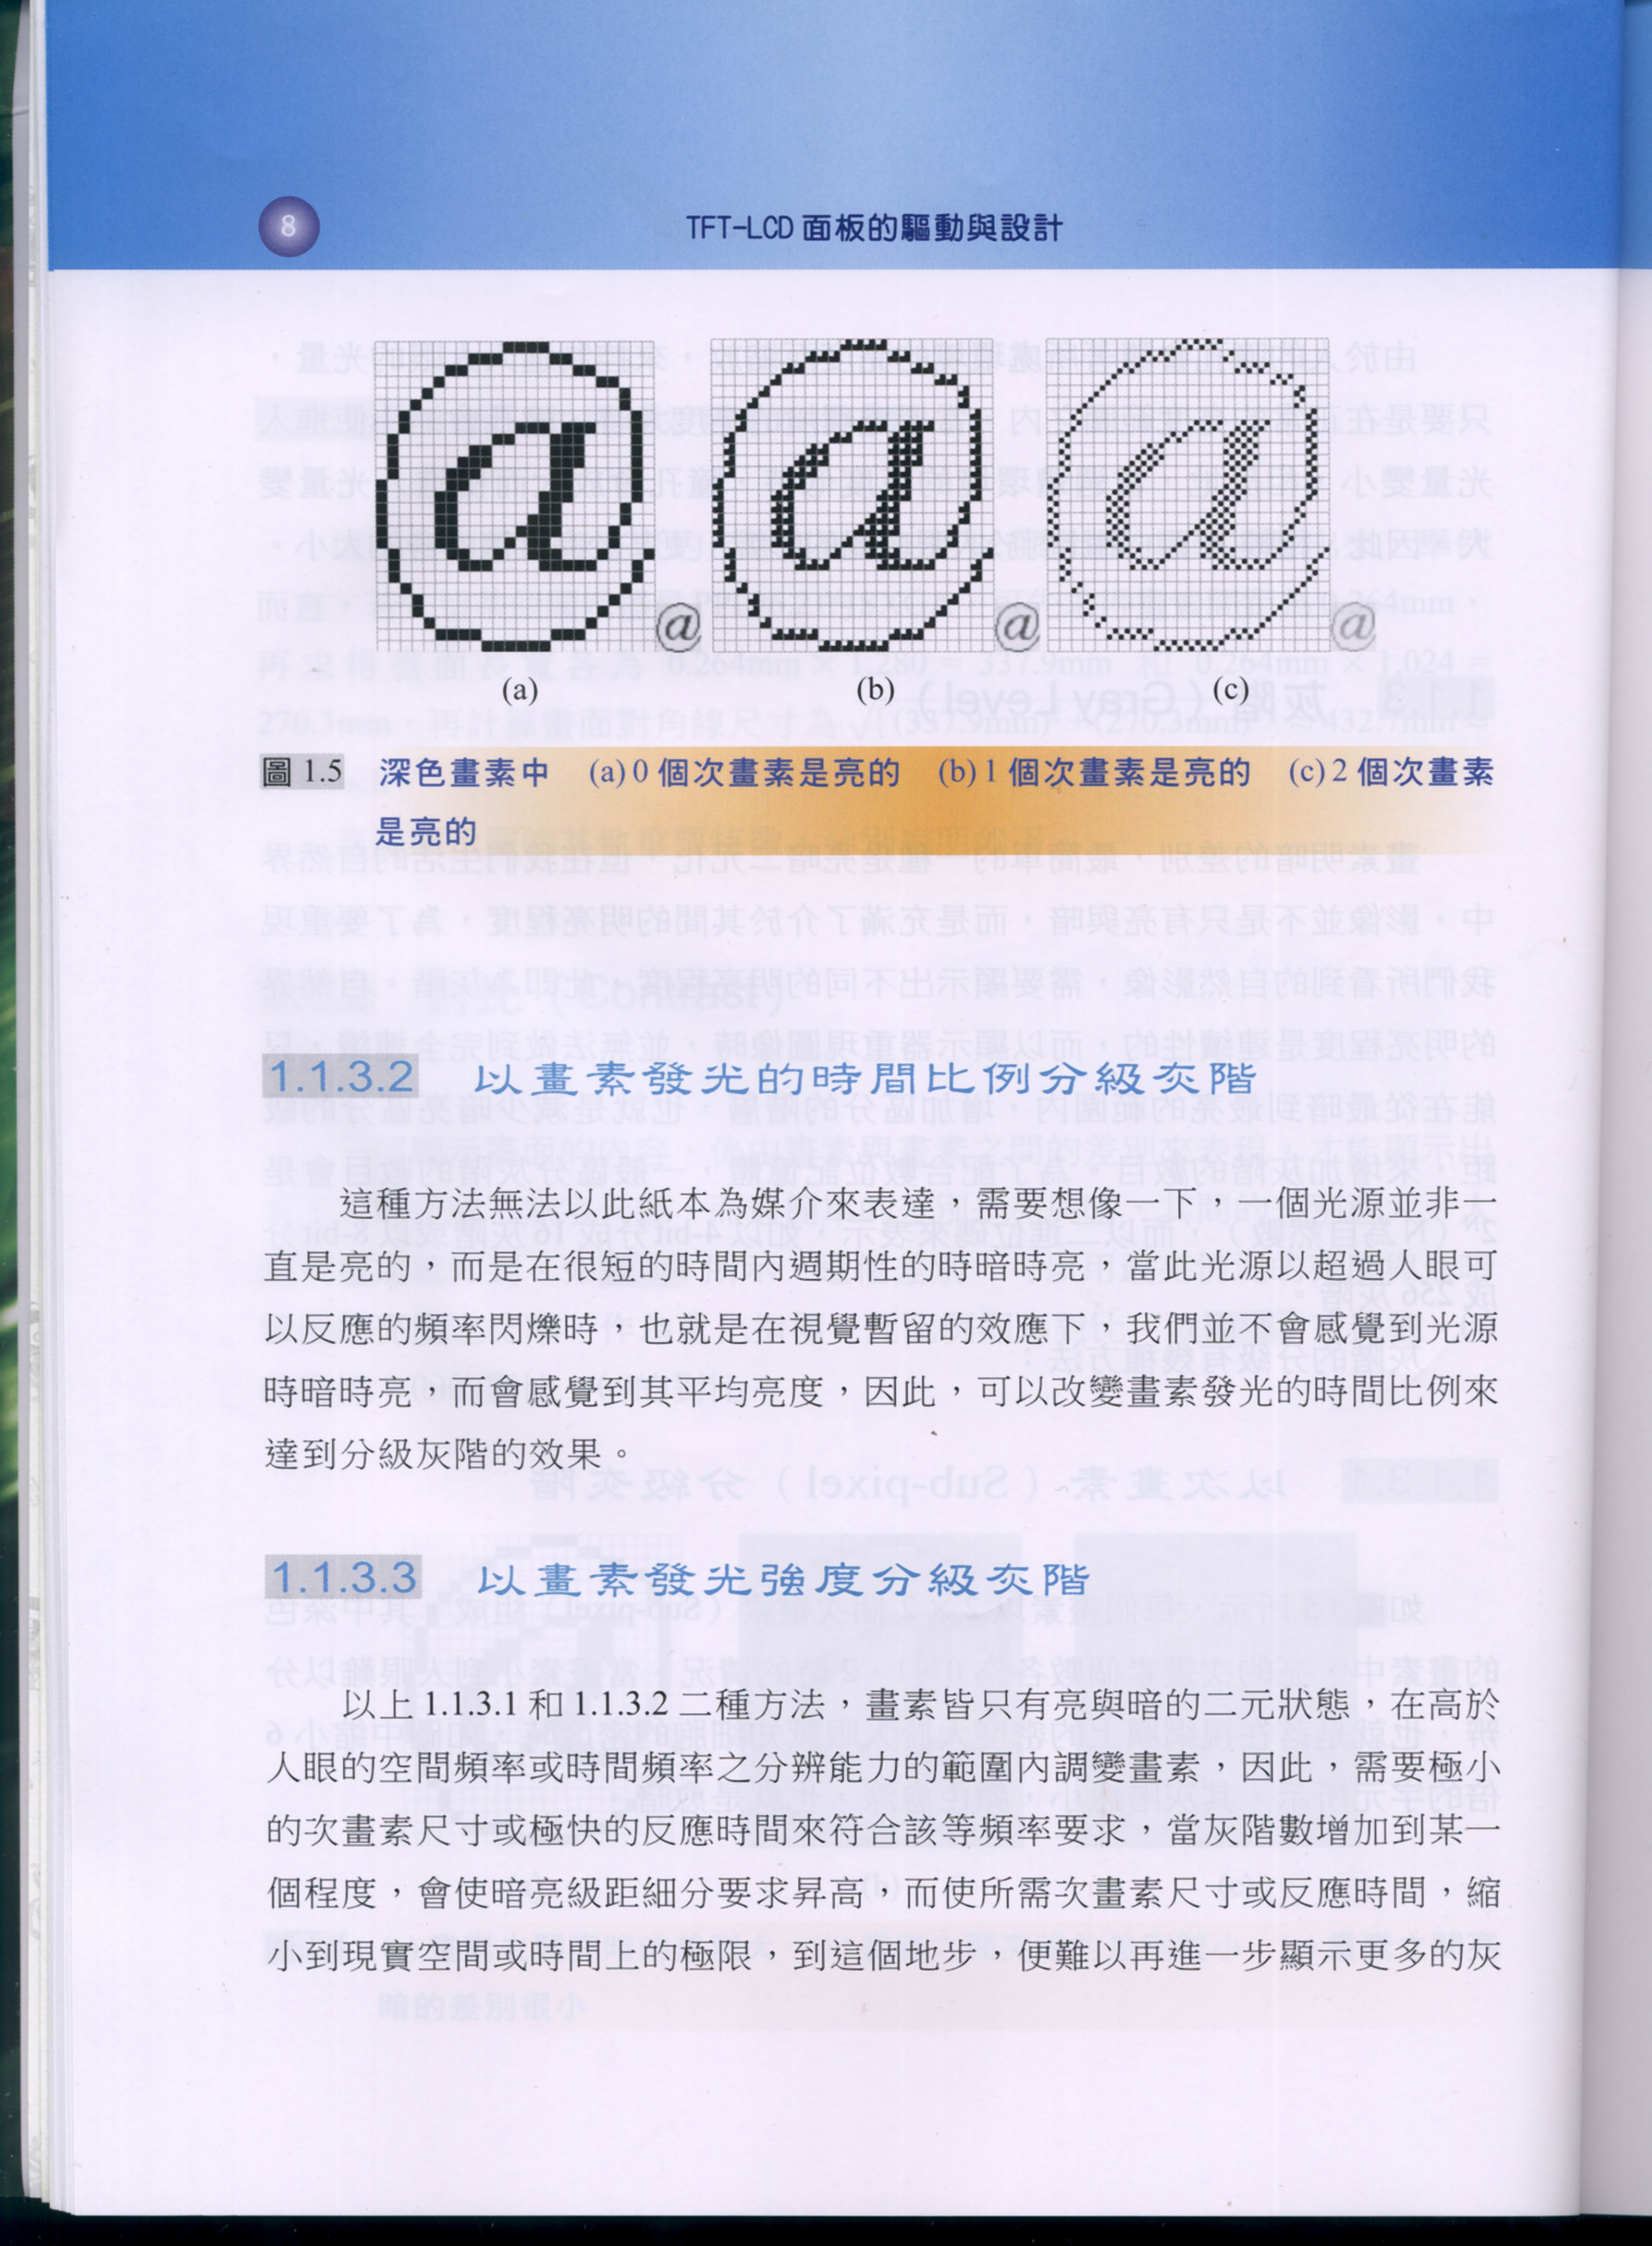 8
TFT-LCD 面板的驅動與設計
@ @ @
(a) (b) (c)
圖 1.5 深色畫素中 (a) 0 個次畫素是亮的 (b) 1 個次畫素是亮的 (c) 2 個次畫素
是亮的
1.1.3.2 以畫素發光的時間比例分級灰階
這種方法無法以此紙本為媒介來表達，需要想像一下，一個光源並非一
直是亮的，而是在很短的時間內週期性的時暗時亮，當此光源以超過人眼可
以反應的頻率閃爍時，也就是在視覺暫留的效應下，我們並不會感覺到光源
時暗時亮，而會感覺到其平均亮度，因此，可以改變畫素發光的時間比例來
達到分級灰階的效果。
1.1.3.3 以畫素發光強度分級灰階
以上 1.1.3.1 和 1.1.3.2 二種方法，畫素皆只有亮與暗的二元狀態，在高於
人眼的空間頻率或時間頻率之分辨能力的範圍內調變畫素，因此，需要極小
的次畫素尺寸或極快的反應時間來符合該等頻率要求，當灰階數增加到某一
個程度，會使暗亮級距細分要求昇高，而使所需次畫素尺寸或反應時間，縮
小到現實空間或時間上的極限，到這個地步，便難以再進一步顯示更多的灰